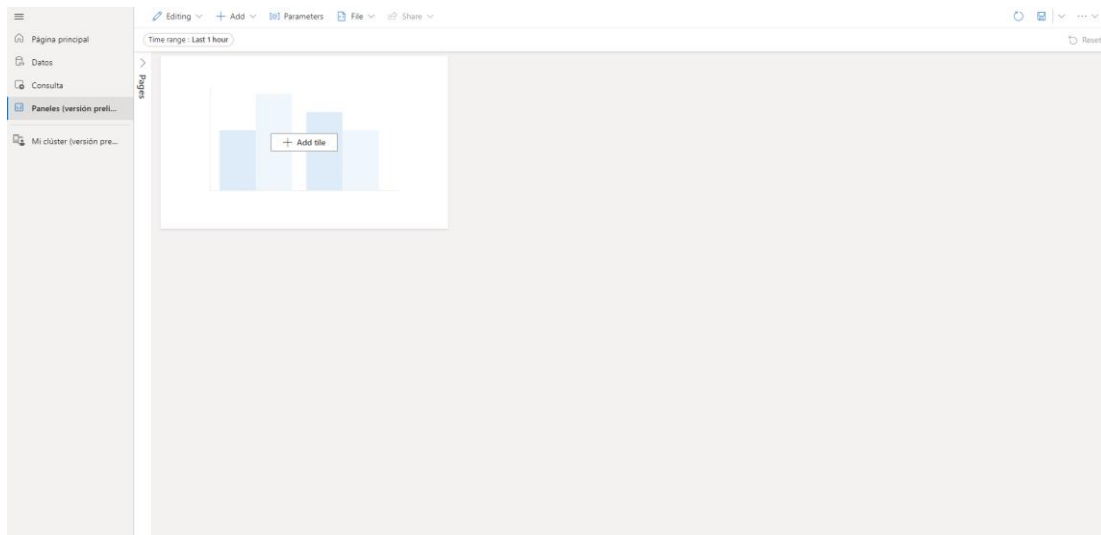 Editing
Add
Parameters
File
Share
Página principal
Time range : Last 1 hour
Reset
Datos
Consulta
Pages
Paneles (versión preli...
Mi clúster (versión pre...
Add tile